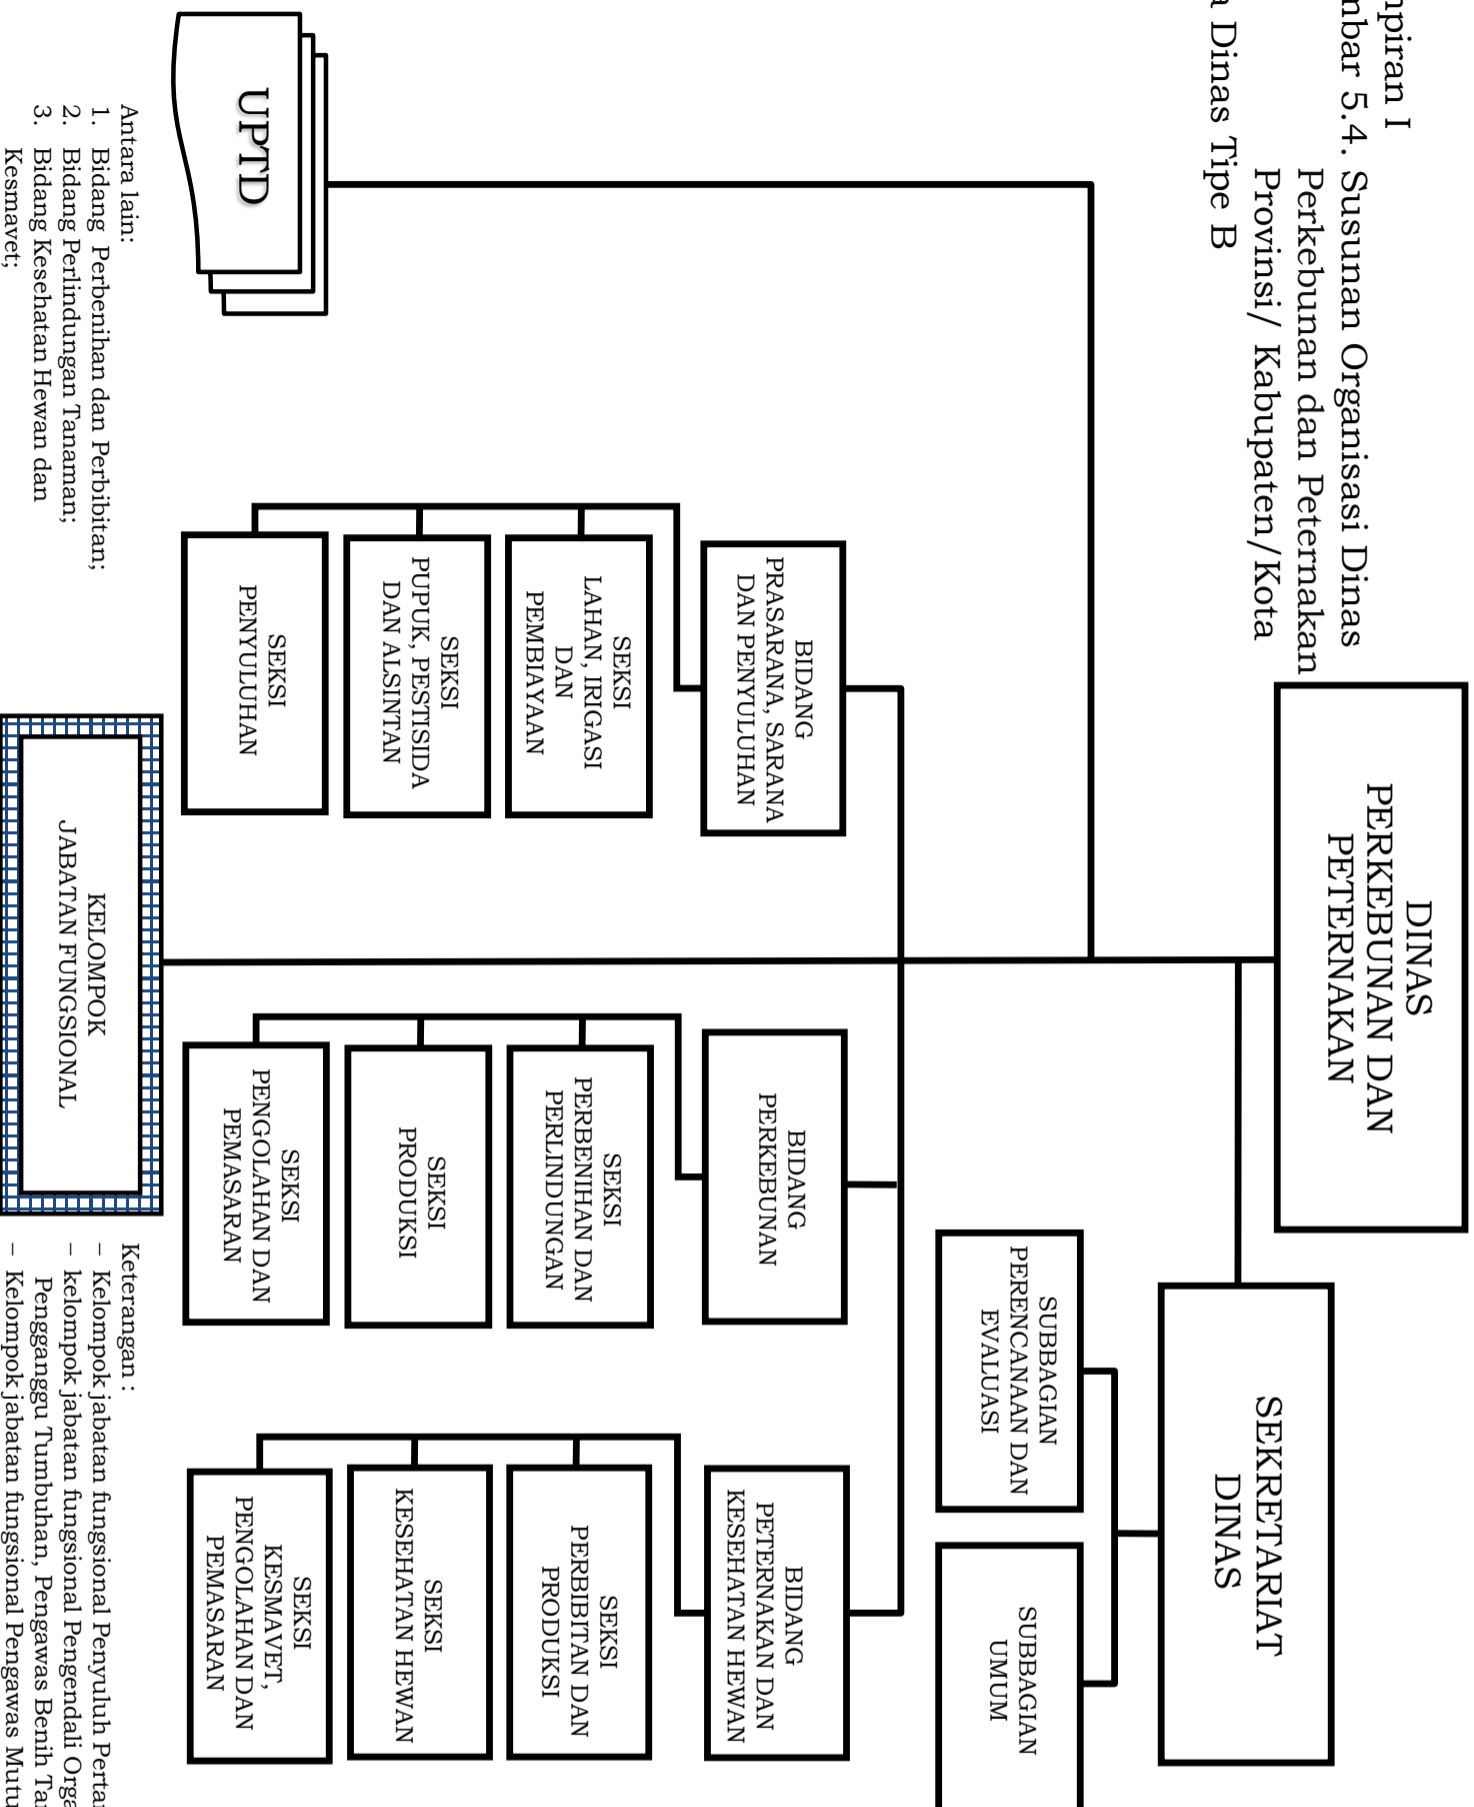 mpiran I
mbar 5.4. Susunan Organisasi Dinas
Perkebunan dan Peternakan
Provinsi/ Kabupaten/Kota
a Dinas Tipe B
DINAS
PERKEBUNAN DAN
PETERNAKAN
SEKRETARIAT
DINAS
SUBBAGIAN
PERENCANAAN DAN
EVALUASI
SUBBAGIAN
UMUM
BIDANG
PRASARANA, SARANA
DAN PENYULUHAN
SEKSI
LAHAN, IRIGASI
DAN
PEMBIAYAAN
SEKSI
PUPUK, PESTISIDA
DAN ALSINTAN
SEKSI
PENYULUHAN
BIDANG
PERKEBUNAN
SEKSI
PERBENIHAN DAN
PERLINDUNGAN
SEKSI
PRODUKSI
SEKSI
PENGOLAHAN DAN
PEMASARAN
BIDANG
PETERNAKAN DAN
KESEHATAN HEWAN
SEKSI
PERBIBITAN DAN
PRODUKSI
SEKSI
KESEHATAN HEWAN
SEKSI
KESMAVET,
PENGOLAHAN DAN
PEMASARAN
UPTD
Antara lain:
1. Bidang Perbenihan dan Perbibitan;
2. Bidang Perlindungan Tanaman;
3. Bidang Kesehatan Hewan dan
Kesmavet;
KELOMPOK
JABATAN FUNGSIONAL
Keterangan :
– Kelompok jabatan fungsional Penyuluh Pertan
– kelompok jabatan fungsional Pengendali Orga
Pengganggu Tumbuhan, Pengawas Benih Tan
– Kelompok jabatan fungsional Pengawas Mutu